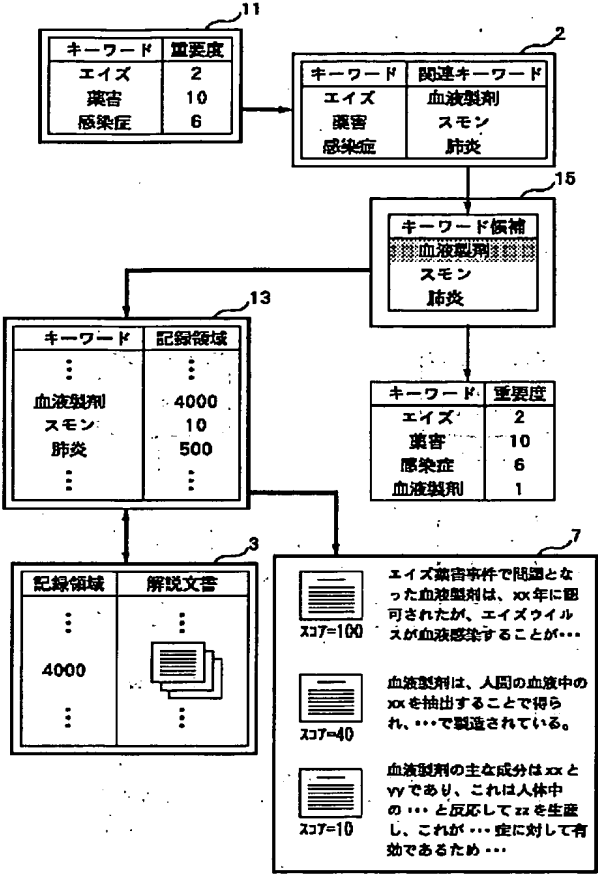 11
キーワード 重要度
エイズ 2
薬害 10
感染症 6
2
キーワード 関連キーワード
エイズ 血液製剤
薬害 スモン
感染症 肺炎
15
キーワード候補
血液製剤
スモン
肺炎
13
キーワード 記録領域
⋮ ⋮
血液製剤 4000
スモン 10
肺炎 500
⋮ ⋮
キーワード 重要度
エイズ 2
薬害 10
感染症 6
血液製剤 1
3
記録領域 解説文書
⋮ ⋮
4000
⋮ ⋮
7
エイズ薬害事件で問題とな
った血液製剤は、xx年に認
可されたが、エイズウイル
スが血液感染することが・・・
スコア=100
血液製剤は、人間の血液中の
xxを抽出することで得ら
れ、・・・で製造されている。
スコア=40
血液製剤の主な成分はxxと
yyであり、これは人体中
の・・・と反応してzzを生産
し、これが・・・症に対して有
効であるため・・・
スコア=10